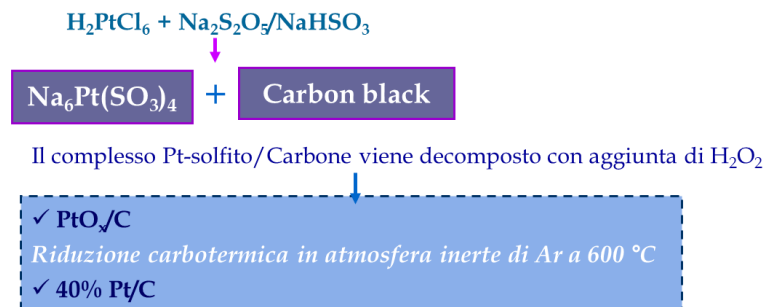 H₂PtCl₆ + Na₂S₂O₅/NaHSO₃
Na₆Pt(SO₃)₄ + Carbon black
Il complesso Pt-solfito/Carbone viene decomposto con aggiunta di H₂O₂
✓ PtOₓ/C
Riduzione carbotermica in atmosfera inerte di Ar a 600 °C
✓ 40% Pt/C